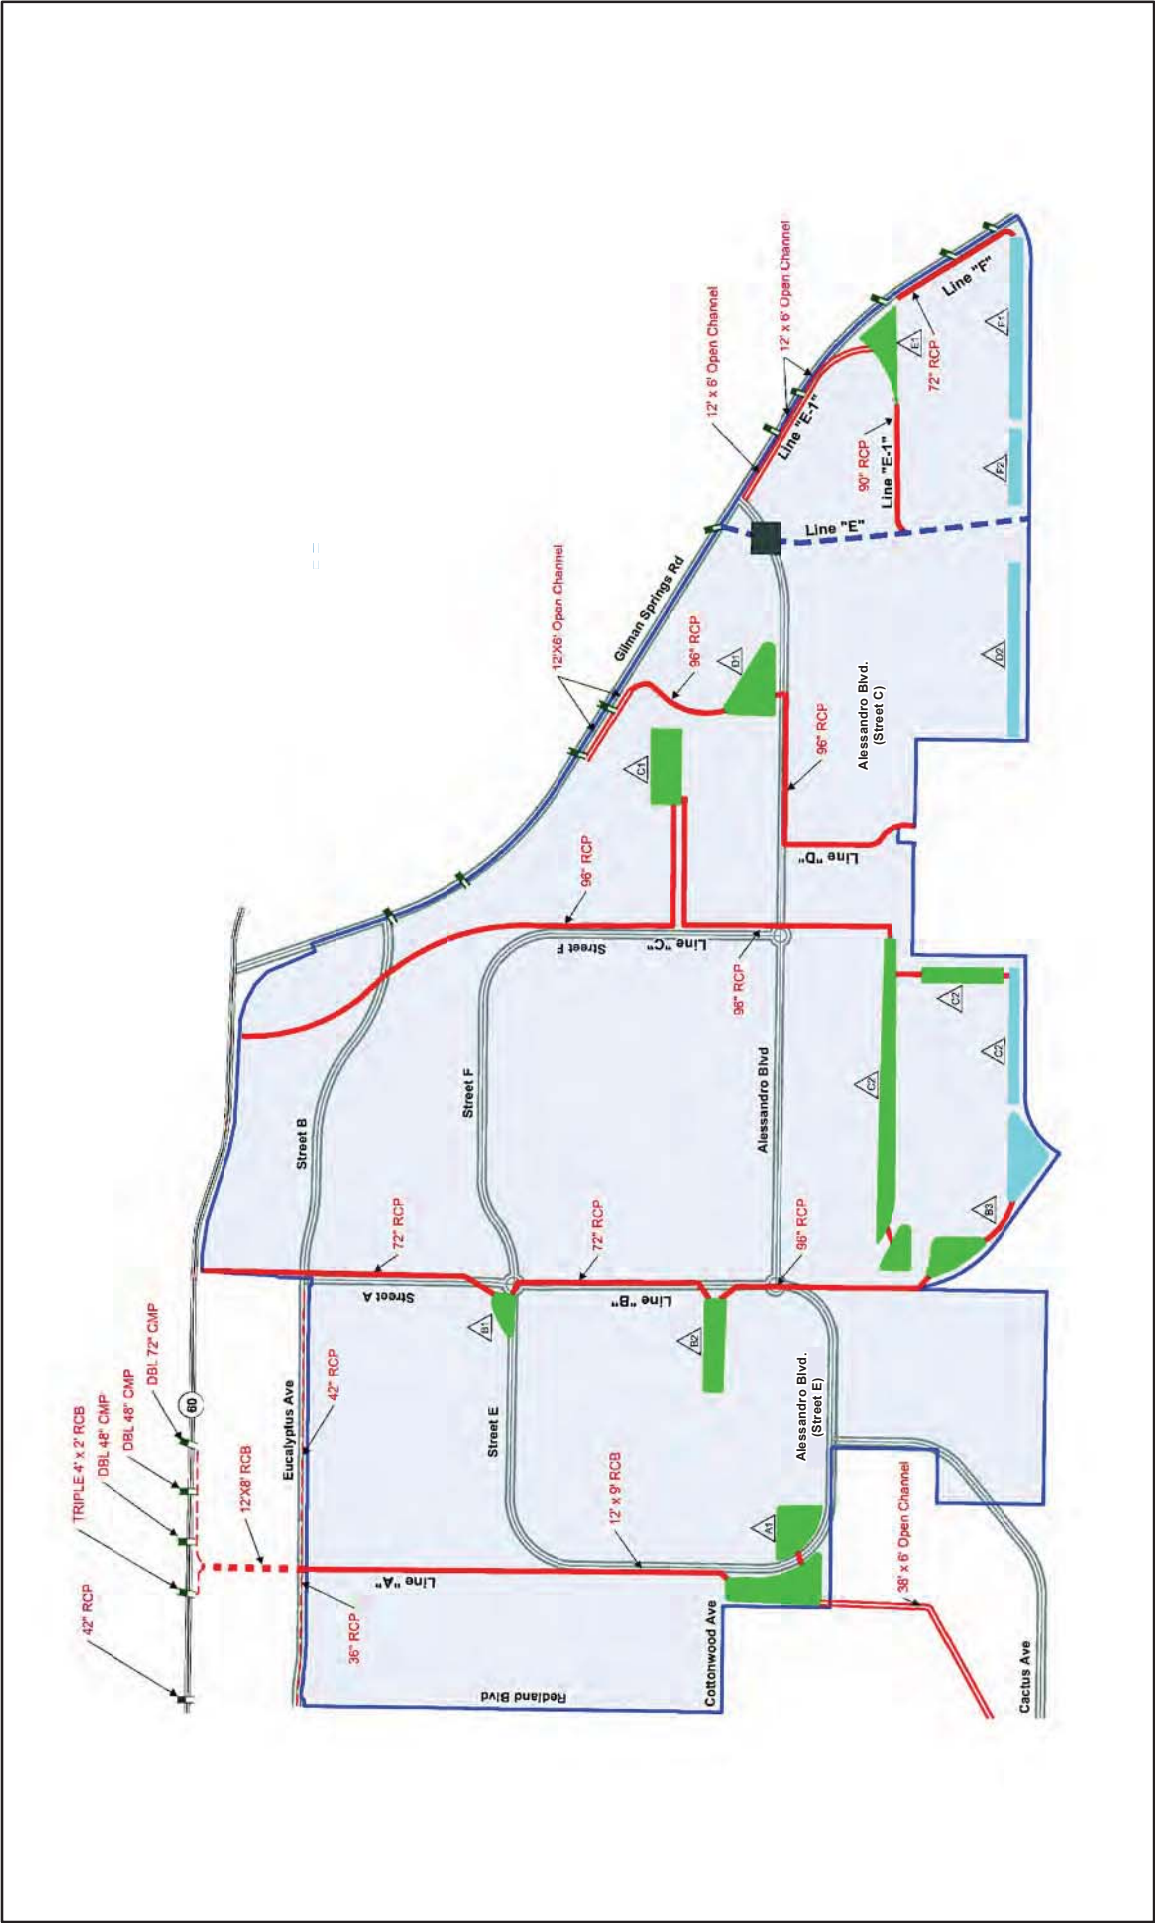 42" RCP
TRIPLE 4' x 2' RCB
DBL 48" CMP
DBL 48" CMP
DBL 72" CMP
60
12'X8' RCB
36" RCP
Eucalyptus Ave
42" RCP
Street B
Line "A"
Street A
72" RCP
Redland Blvd
Street E
B1
Street F
Street F
96" RCP
12'X6' Open Channel
Gilman Springs Rd
12' x 9' RCB
Line "B"
72" RCP
Line "C"
C1
96" RCP
D1
12' x 6' Open Channel
12' x 6' Open Channel
Line "E-1"
Cottonwood Ave
A1
B2
Alessandro Blvd.
(Street E)
96" RCP
Alessandro Blvd
96" RCP
96" RCP
Line "D"
Alessandro Blvd.
(Street C)
Line "E"
90" RCP
Line "E-1"
E1
72" RCP
Line "F"
38' x 6' Open Channel
C2
C2
B3
C2
D2
F2
F1
Cactus Ave